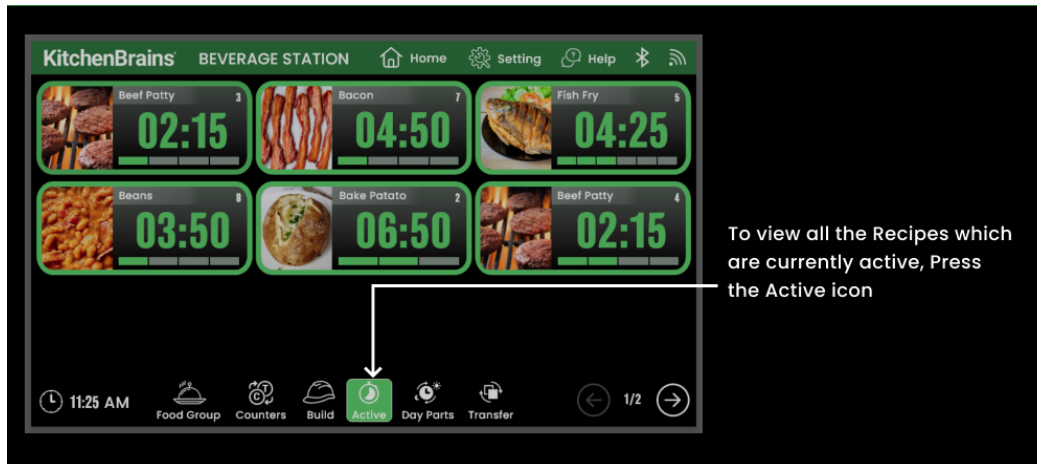 KitchenBrains BEVERAGE STATION Home Setting Help
Beef Patty 3
02:15
Bacon 7
04:50
Fish Fry 5
04:25
Beans 8
03:50
Bake Patato 2
06:50
Beef Patty 4
02:15
To view all the Recipes which
are currently active, Press
the Active icon
11:25 AM
Food Group
Counters
Build
Active
Day Parts
Transfer
1/2